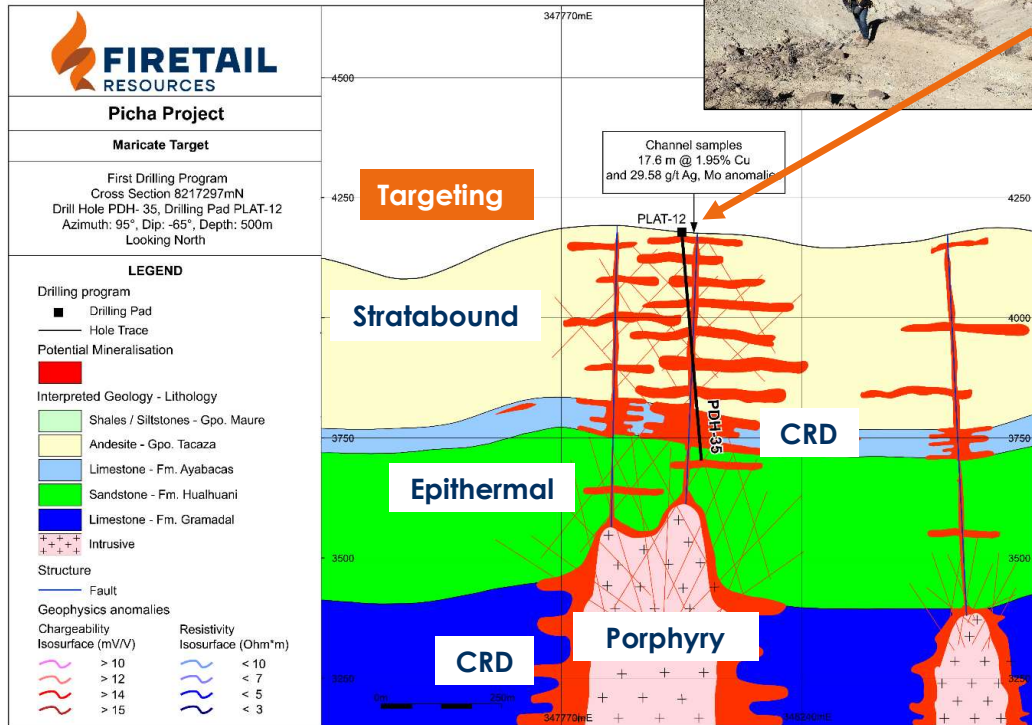 FIRETAIL
RESOURCES
Picha Project
Maricate Target
First Drilling Program
Cross Section 8217297mN
Drill Hole PDH- 35, Drilling Pad PLAT-12
Azimuth: 95°, Dip: -65°, Depth: 500m
Looking North
LEGEND
Drilling program
Drilling Pad
Hole Trace
Potential Mineralisation
Interpreted Geology - Lithology
Shales / Siltstones - Gpo. Maure
Andesite - Gpo. Tacaza
Limestone - Fm. Ayabacas
Sandstone - Fm. Hualhuani
Limestone - Fm. Gramadal
Intrusive
Structure
Fault
Geophysics anomalies
Chargeability
Isosurface (mV/V)
> 10
> 12
> 14
> 15
Resistivity
Isosurface (Ohm*m)
< 10
< 7
< 5
< 3
347770mE
4500
Channel samples
17.6 m @ 1.95% Cu
and 29.58 g/t Ag, Mo anomalie
Targeting
4250
4250
PLAT-12
Stratabound
4000
4000
PDH-35
3750
3750
CRD
Epithermal
3500
3500
Porphyry
CRD
3250
0m
347770mE